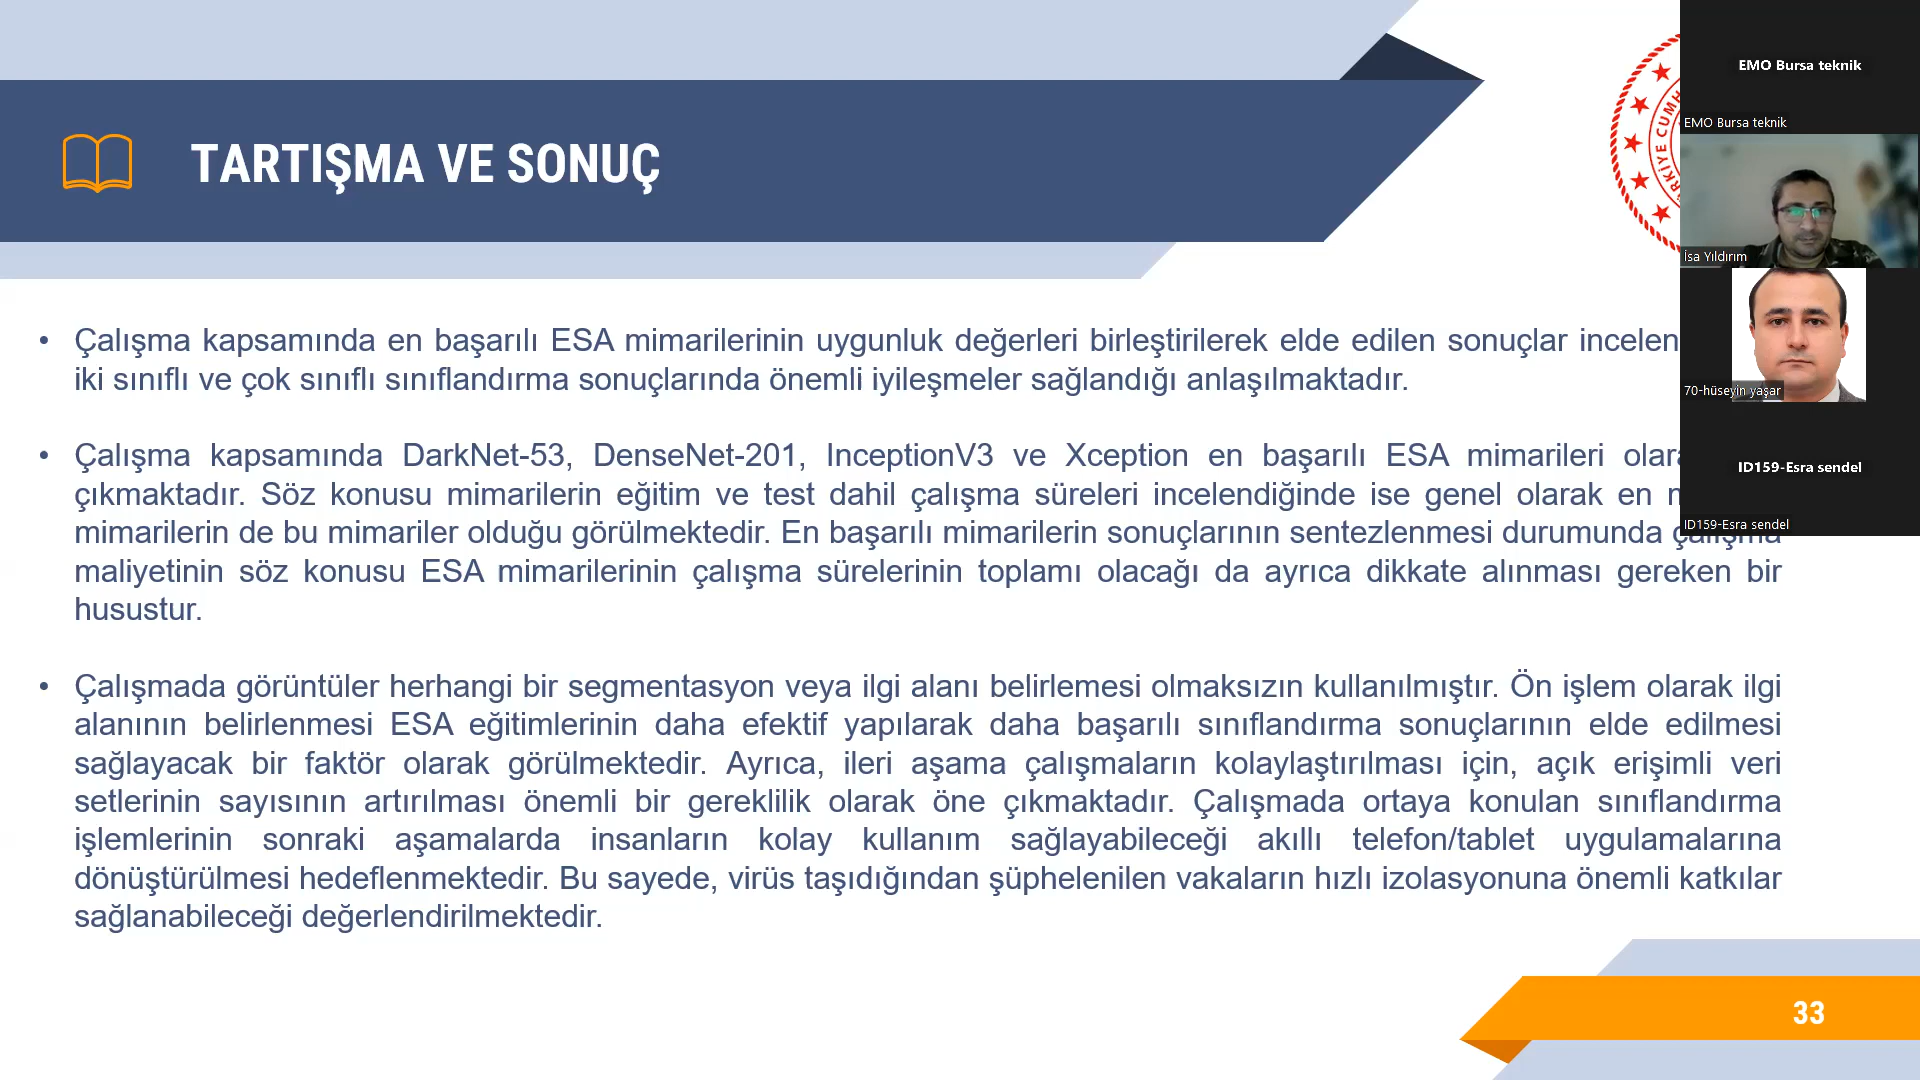 TARTIŞMA VE SONUÇ
• Çalışma kapsamında en başarılı ESA mimarilerinin uygunluk değerleri birleştirilerek elde edilen sonuçlar
iki sınıflı ve çok sınıflı sınıflandırma sonuçlarında önemli iyileşmeler sağlandığı anlaşılmaktadır.
• Çalışma kapsamında DarkNet-53, DenseNet-201, InceptionV3 ve Xception en başarılı ESA mimarileri
çıkmaktadır. Söz konusu mimarilerin eğitim ve test dahil çalışma süreleri incelendiğinde ise genel olarak en
mimarilerin de bu mimariler olduğu görülmektedir. En başarılı mimarilerin sonuçlarının sentezlenmesi durumunda çalışma
maliyetinin söz konusu ESA mimarilerinin çalışma sürelerinin toplamı olacağı da ayrıca dikkate alınması gereken bir
husustur.
• Çalışmada görüntüler herhangi bir segmentasyon veya ilgi alanı belirlemesi olmaksızın kullanılmıştır. Ön işlem olarak ilgi
alanının belirlenmesi ESA eğitimlerinin daha efektif yapılarak daha başarılı sınıflandırma sonuçlarının elde edilmesi
sağlayacak bir faktör olarak görülmektedir. Ayrıca, ileri aşama çalışmaların kolaylaştırılması için, açık erişimli veri
setlerinin sayısının artırılması önemli bir gereklilik olarak öne çıkmaktadır. Çalışmada ortaya konulan sınıflandırma
işlemlerinin sonraki aşamalarda insanların kolay kullanım sağlayabileceği akıllı telefon/tablet uygulamalarına
dönüştürülmesi hedeflenmektedir. Bu sayede, virüs taşıdığından şüphelenilen vakaların hızlı izolasyonuna önemli katkılar
sağlanabileceği değerlendirilmektedir.
33
EMO Bursa teknik
EMO Bursa teknik
İsa Yıldırım
70-hüseyin yaşar
ID159-Esra sendel
ID159-Esra sendel